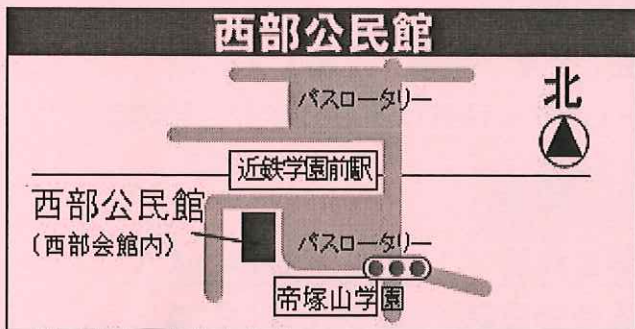 西部公民館
バスロータリー
北
近鉄学園前駅
西部公民館
(西部会館内)
バスロータリー
帝塚山学園